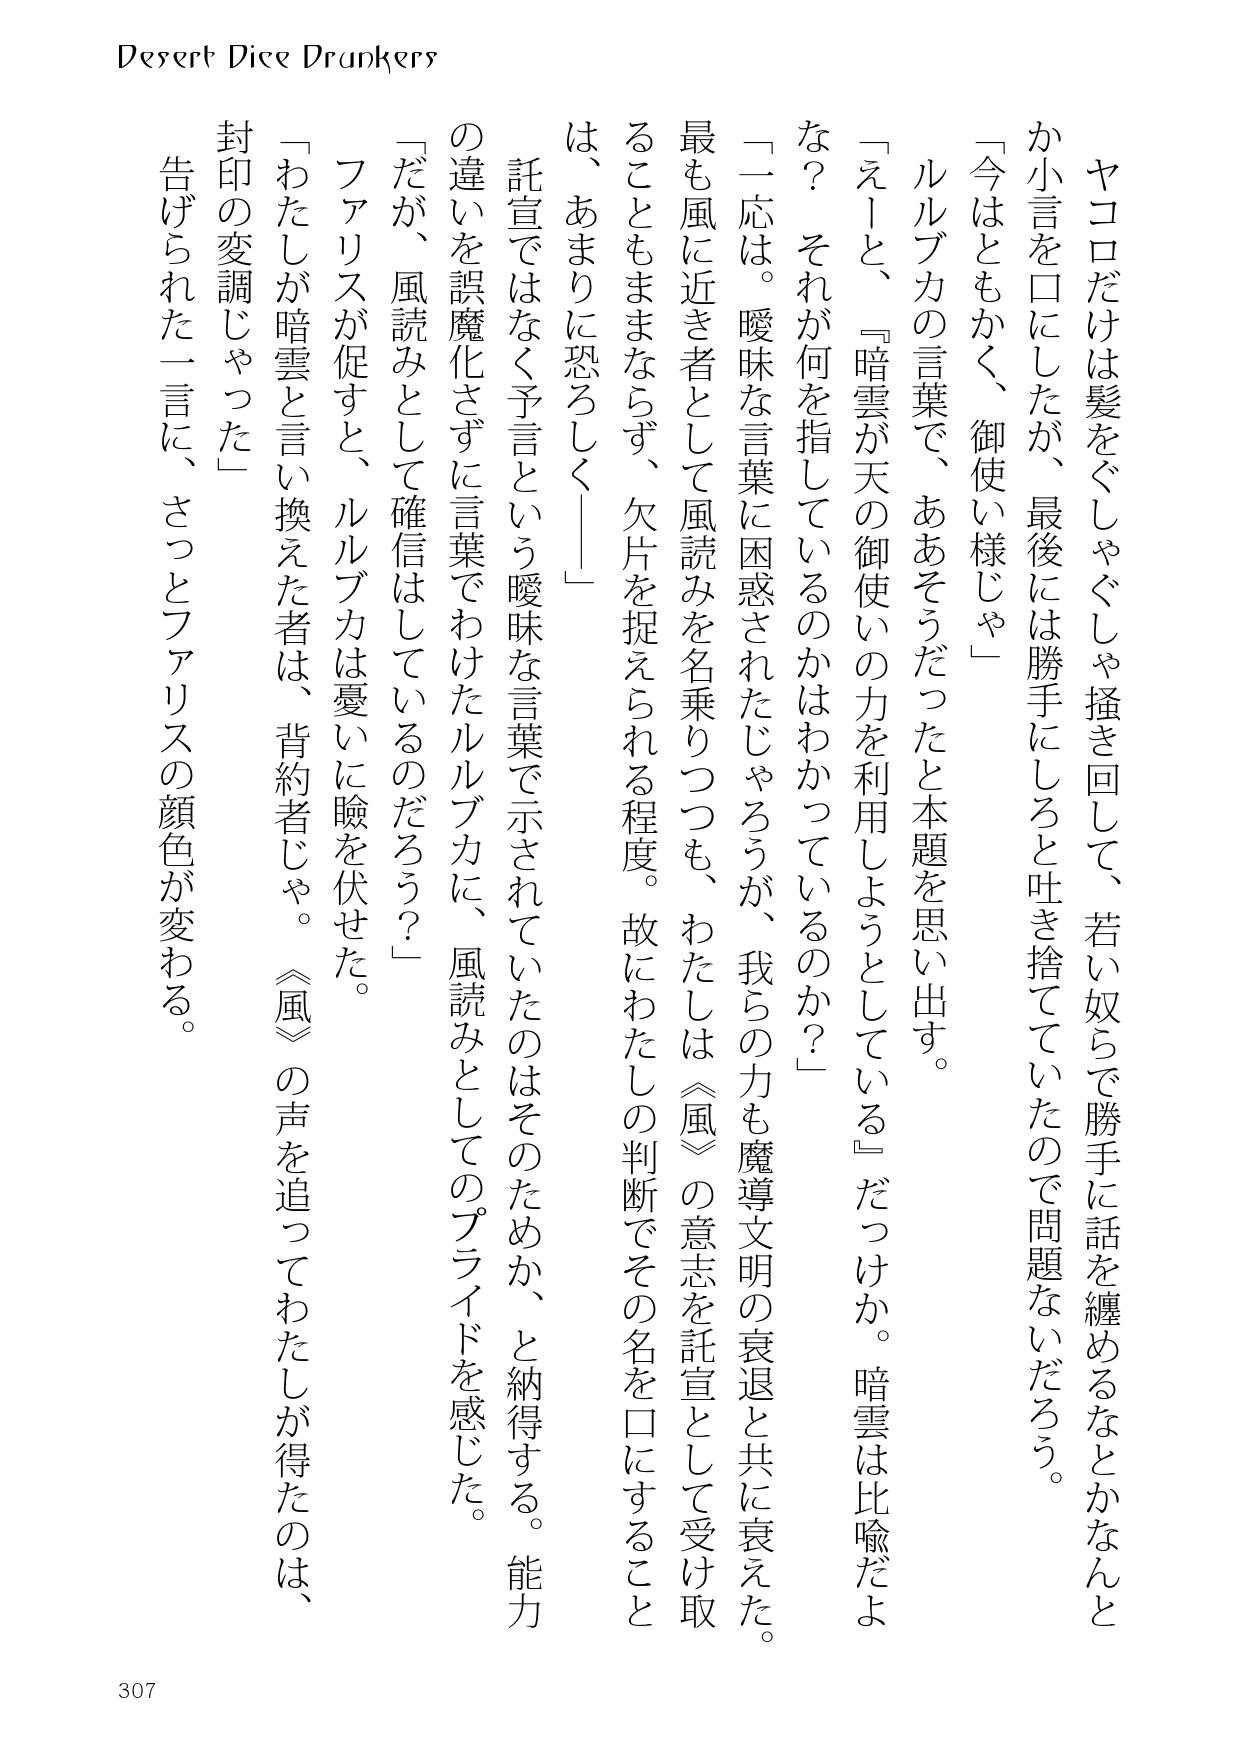 Desert Dice Drunkers
　ヤコロだけは髪をぐしゃぐしゃ掻き回して、若い奴らで勝手に話を纏めるなとかなんと
か小言を口にしたが、最後には勝手にしろと吐き捨てていたので問題ないだろう。
「今はともかく、御使い様じゃ」
　ルルブカの言葉で、ああそうだったと本題を思い出す。
「えーと、『暗雲が天の御使いの力を利用しようとしている』だっけか。暗雲は比喩だよ
な？　それが何を指しているのかはわかっているのか？」
「一応は。曖昧な言葉に困惑されたじゃろうが、我らの力も魔導文明の衰退と共に衰えた。
最も風に近き者として風読みを名乗りつつも、わたしは《風》の意志を託宣として受け取
ることもままならず、欠片を捉えられる程度。故にわたしの判断でその名を口にすること
は、あまりに恐ろしく――」
　託宣ではなく予言という曖昧な言葉で示されていたのはそのためか、と納得する。能力
の違いを誤魔化さずに言葉でわけたルルブカに、風読みとしてのプライドを感じた。
「だが、風読みとして確信はしているのだろう？」
　ファリスが促すと、ルルブカは憂いに瞼を伏せた。
「わたしが暗雲と言い換えた者は、背約者じゃ。《風》の声を追ってわたしが得たのは、
封印の変調じゃった」
　告げられた一言に、さっとファリスの顔色が変わる。
307